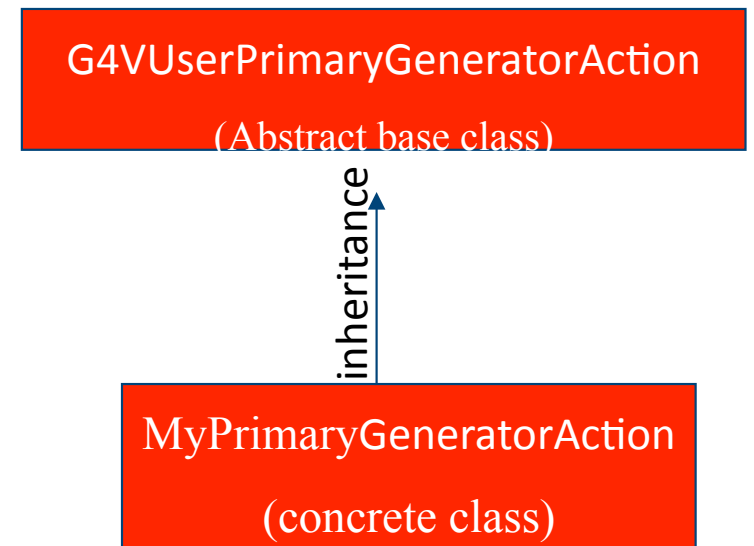 G4VUserPrimaryGeneratorAction
(Abstract base class)
inheritance
MyPrimaryGeneratorAction
(concrete class)